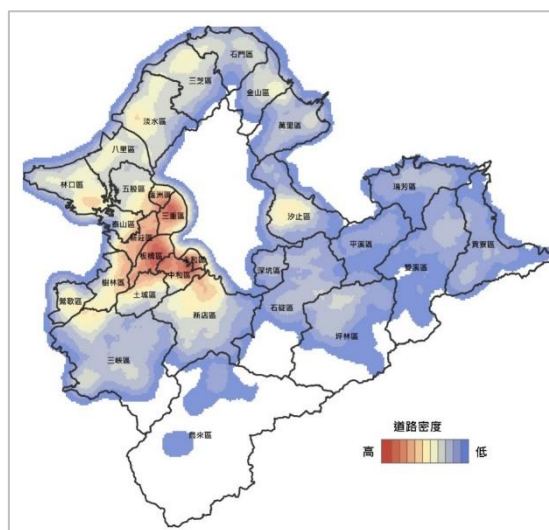 石門區
三芝區
金山區
淡水區
萬里區
八里區
林口區
五股區
蘆洲區
三重區
瑞芳區
汐止區
泰山區
新莊區
平溪區
貢寮區
板橋區
永和區
雙溪區
中和區
深坑區
樹林區
土城區
鶯歌區
新店區
石碇區
坪林區
三峽區
烏來區
道路密度
高
低